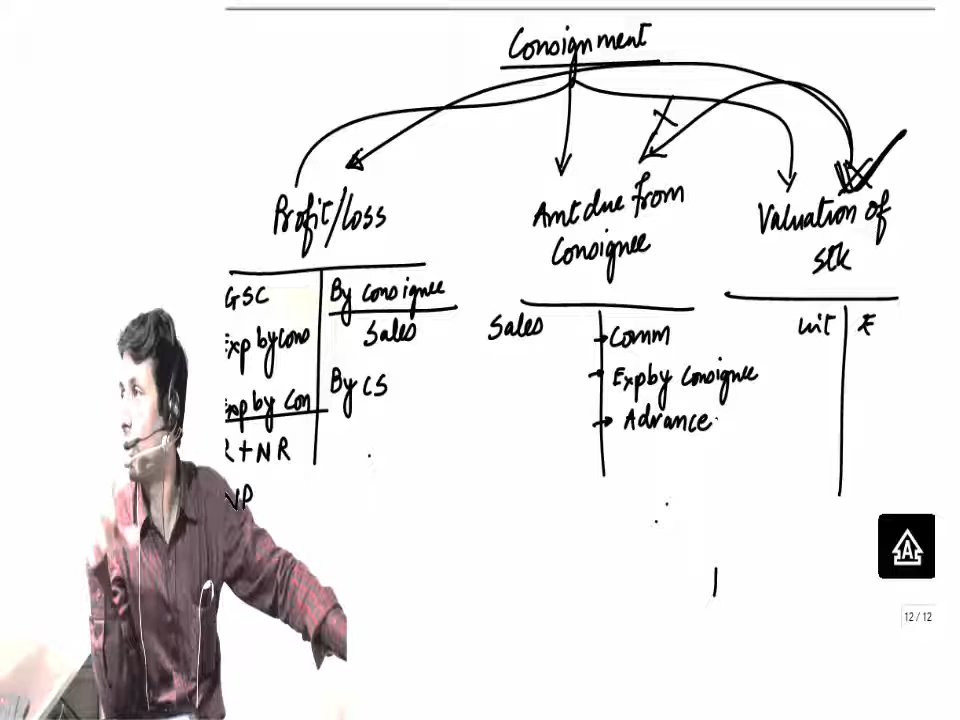 Consignment
Profit/Loss
Amt due from
Consignee
Valuation of
Stk
GSC
By Consignee
Sales
Exp by Cons
By CS
Exp by Con
R + NR
NP
Sales
Comm
Exp by Consignee
Advance
Unit
₹
A
12 / 12